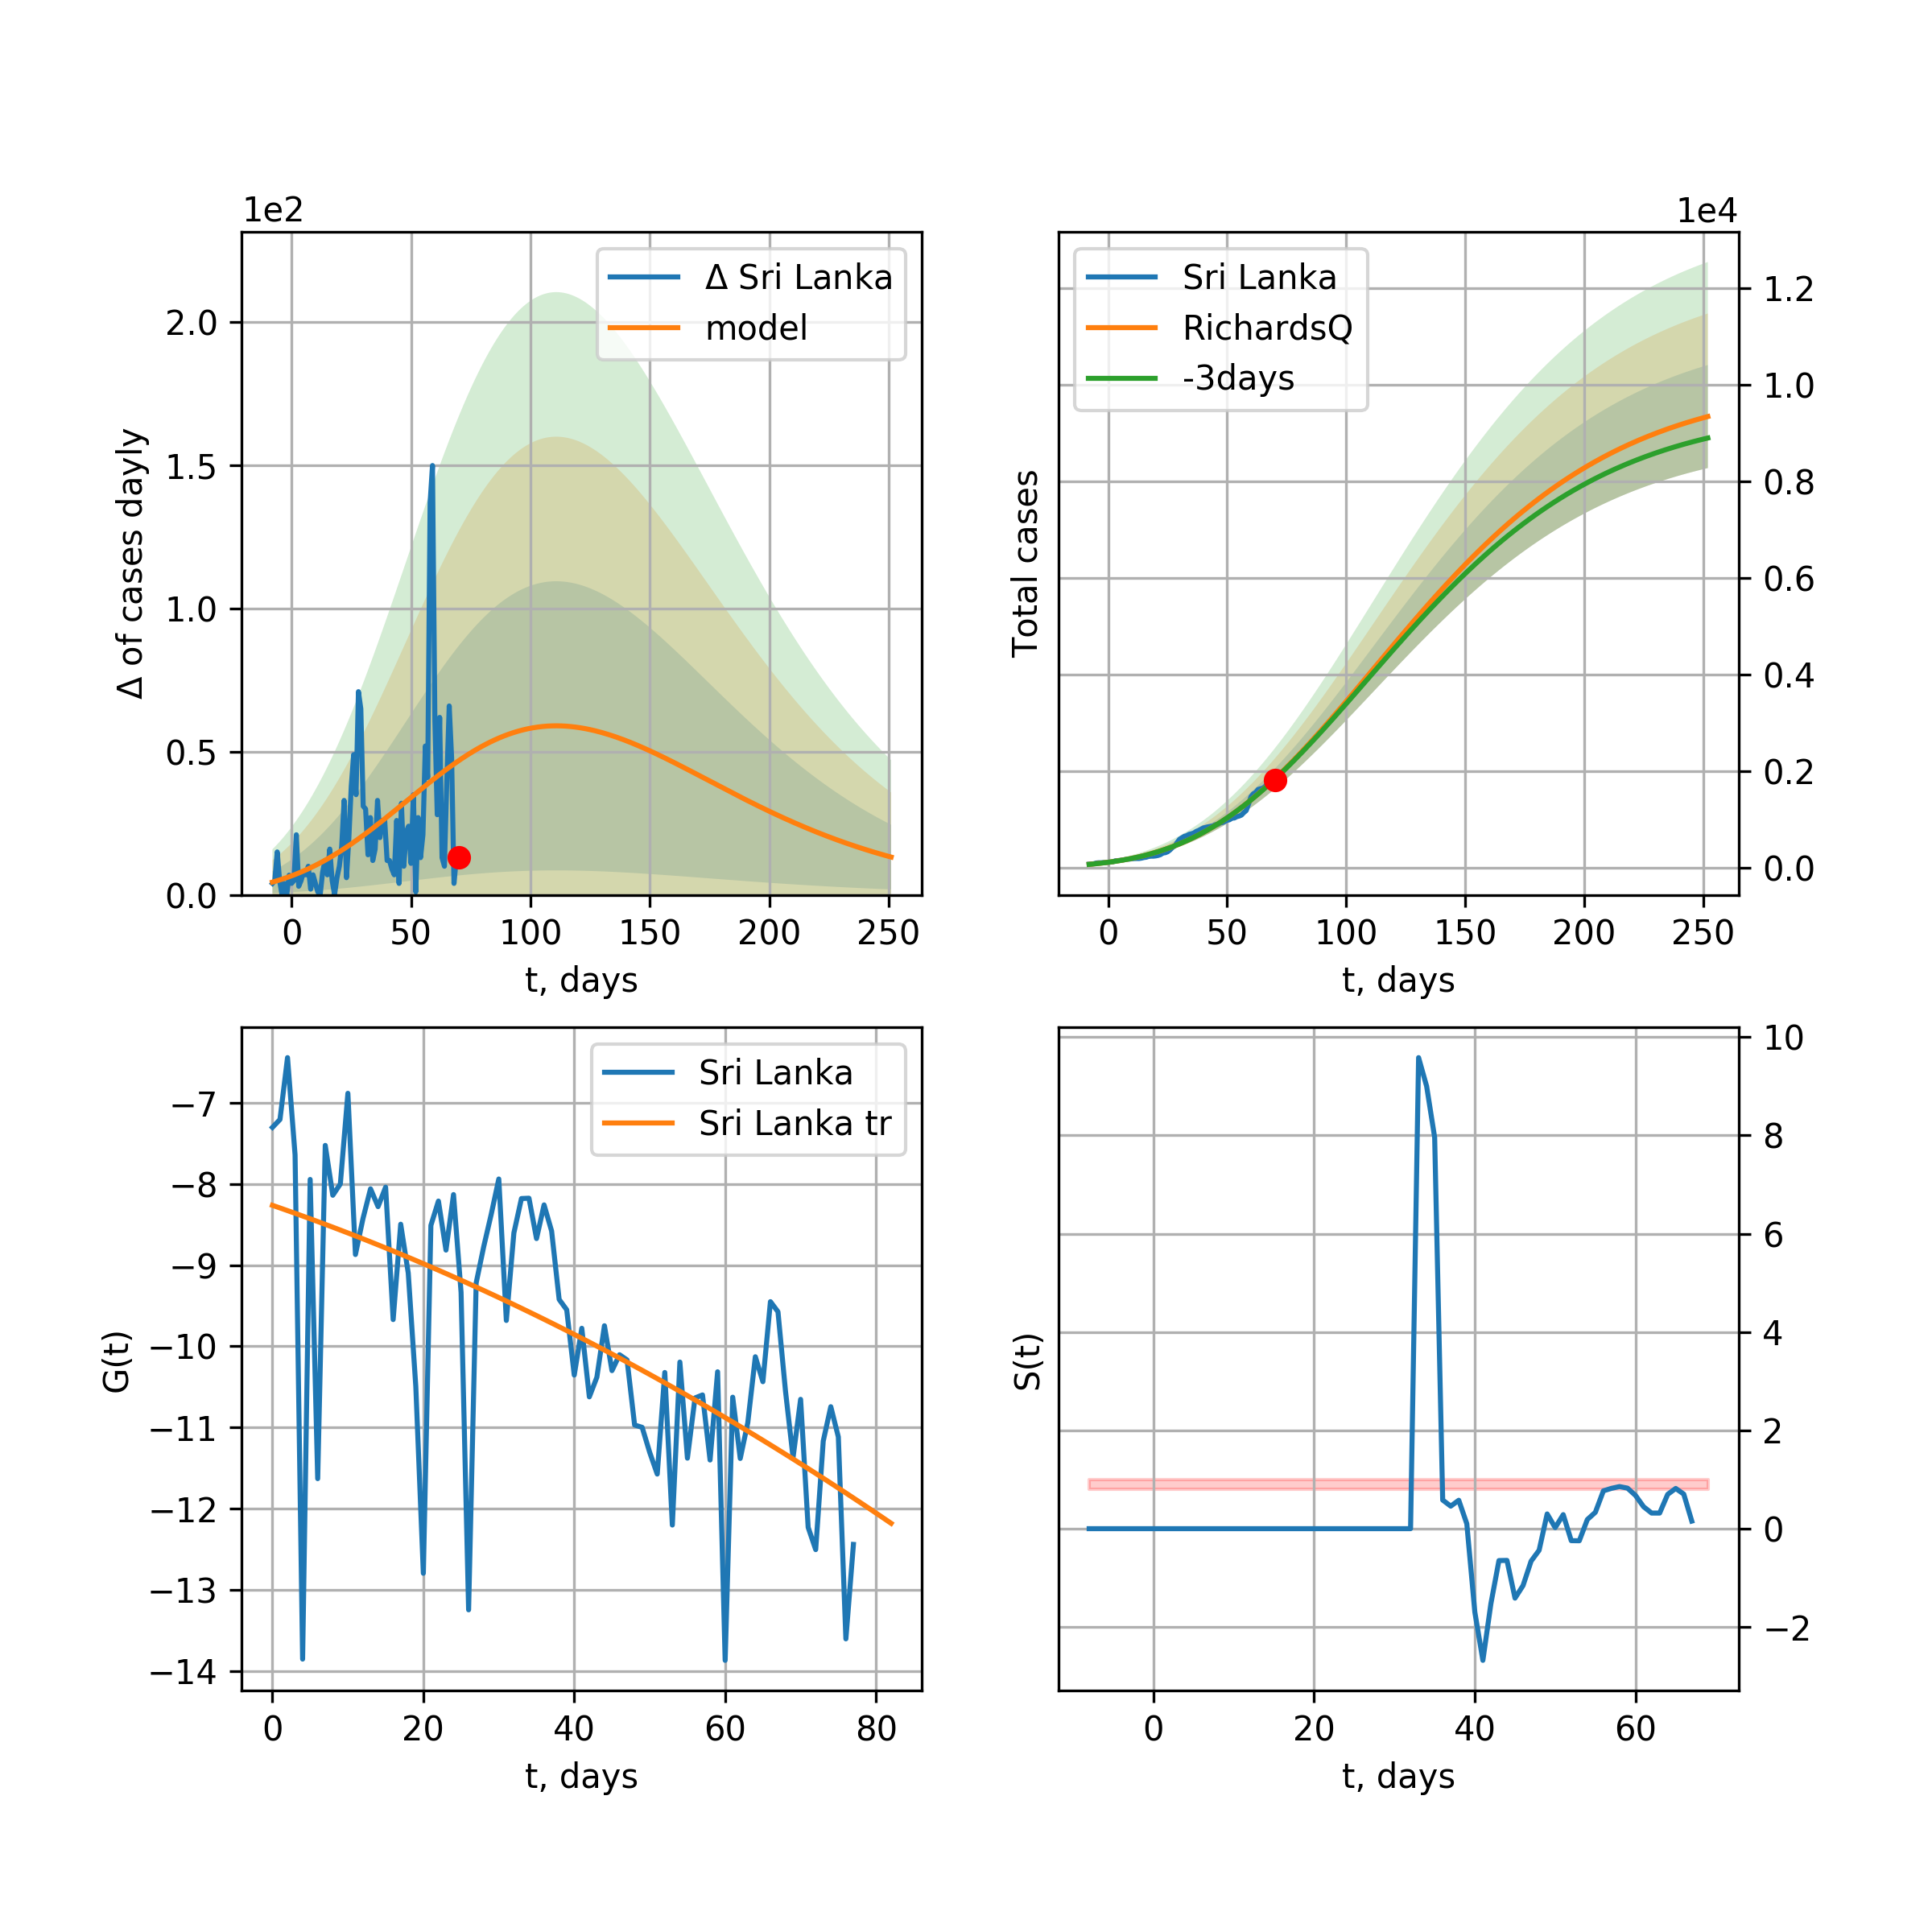 1e2
Δ of cases dayly
2.0
1.5
1.0
0.5
0.0
0 50 100 150 200 250
t, days
Δ Sri Lanka
model
1e4
Total cases
1.2
1.0
0.8
0.6
0.4
0.2
0.0
0 50 100 150 200 250
t, days
Sri Lanka
RichardsQ
-3days
G(t)
−7
−8
−9
−10
−11
−12
−13
−14
0 20 40 60 80
t, days
Sri Lanka
Sri Lanka tr
S(t)
10
8
6
4
2
0
−2
0 20 40 60
t, days